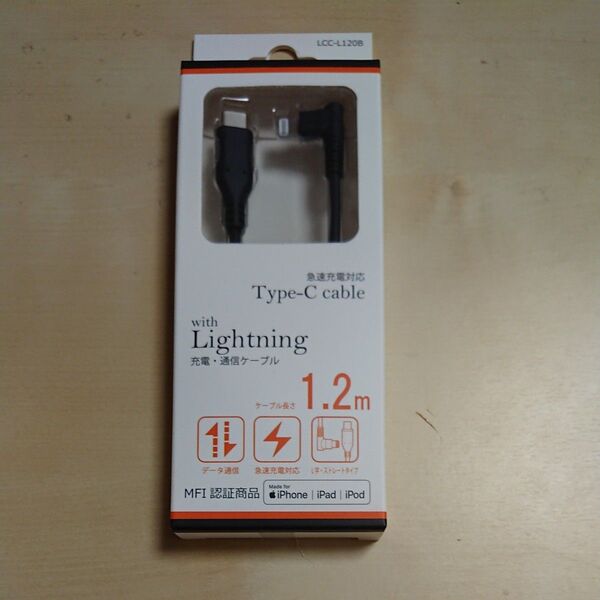 LCC-L120B
急速充電対応
Type-C cable
with
Lightning
充電・通信ケーブル
ケーブル長さ 1.2m
データ通信 急速充電対応 L字・ストレートタイプ
MFI 認証商品
Made for
iPhone | iPad | iPod